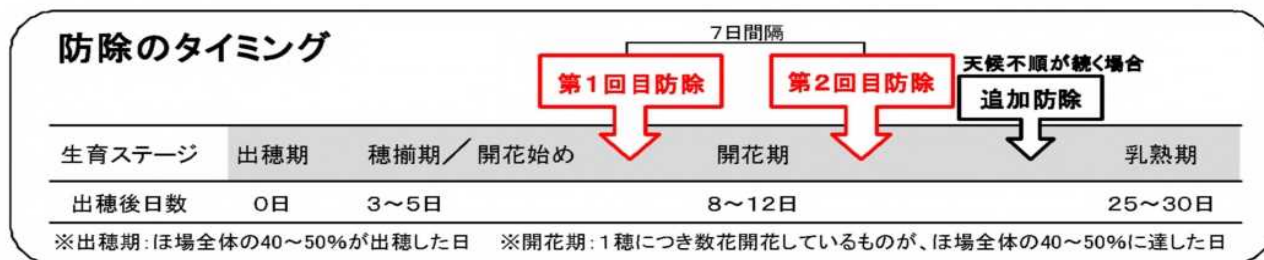 防除のタイミング
7日間隔
第1回目防除
第2回目防除
天候不順が続く場合
追加防除
生育ステージ 出穂期 穂揃期／開花始め 開花期 乳熟期
出穂後日数 0日 3～5日 8～12日 25～30日
※出穂期：ほ場全体の40～50%が出穂した日 ※開花期：1穂につき数花開花しているものが、ほ場全体の40～50%に達した日